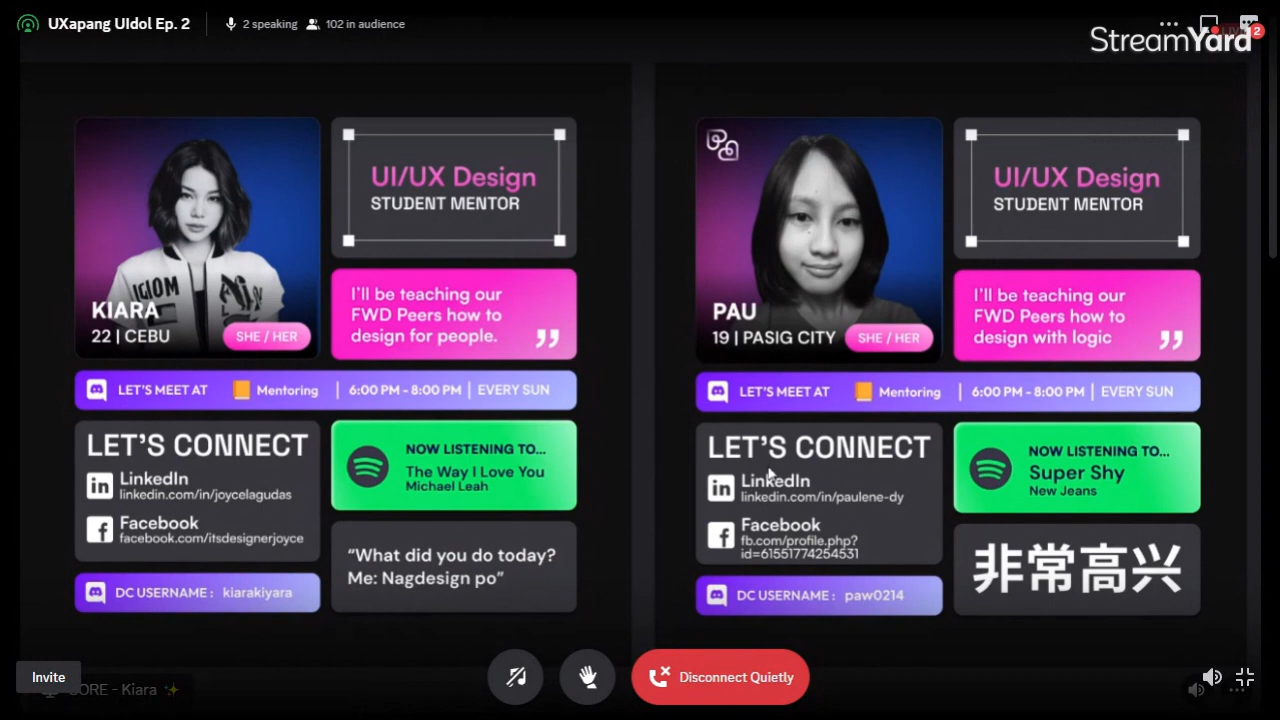 UXapang UIdol Ep. 2
2 speaking
102 in audience
StreamYard
2
KIARA
22 | CEBU
SHE / HER
UI/UX Design
STUDENT MENTOR
I'll be teaching our
FWD Peers how to
design for people.
”
LET'S MEET AT
Mentoring
| 6:00 PM - 8:00 PM | EVERY SUN
LET'S CONNECT
in
LinkedIn
linkedin.com/in/joycelagudas
f
Facebook
facebook.com/itsdesignerjoyce
NOW LISTENING TO...
The Way I Love You
Michael Leah
“What did you do today?
Me: Nagdesign po”
DC USERNAME : kiarakiyara
PAU
19 | PASIG CITY
SHE / HER
UI/UX Design
STUDENT MENTOR
I'll be teaching our
FWD Peers how to
design with logic
”
LET'S MEET AT
Mentoring
| 6:00 PM - 8:00 PM | EVERY SUN
LET'S CONNECT
in
LinkedIn
linkedin.com/in/paulene-dy
f
Facebook
fb.com/profile.php?
id=61551774254531
NOW LISTENING TO...
Super Shy
New Jeans
非常高兴
DC USERNAME : paw0214
Invite
Disconnect Quietly
- Kiara